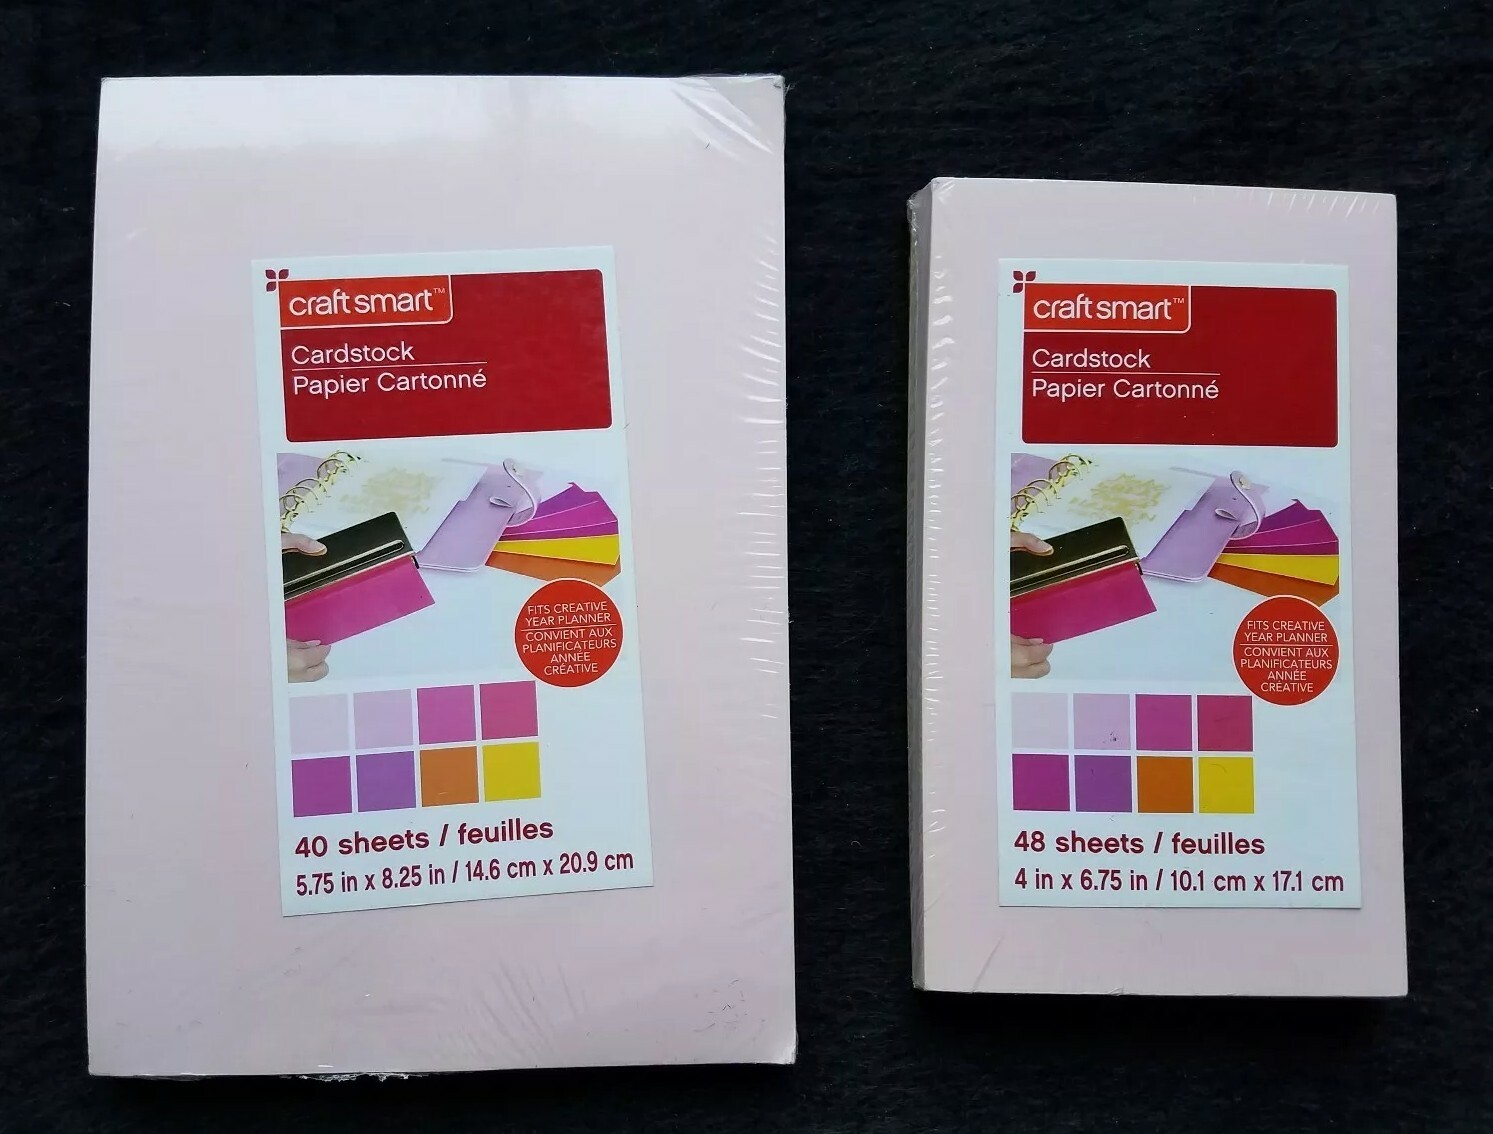 craft smart™
Cardstock
Papier Cartonné
FITS CREATIVE
YEAR PLANNER
CONVIENT AUX
PLANIFICATEURS
ANNÉE
CRÉATIVE
40 sheets / feuilles
5.75 in x 8.25 in / 14.6 cm x 20.9 cm
craft smart™
Cardstock
Papier Cartonné
FITS CREATIVE
YEAR PLANNER
CONVIENT AUX
PLANIFICATEURS
ANNÉE
CRÉATIVE
48 sheets / feuilles
4 in x 6.75 in / 10.1 cm x 17.1 cm